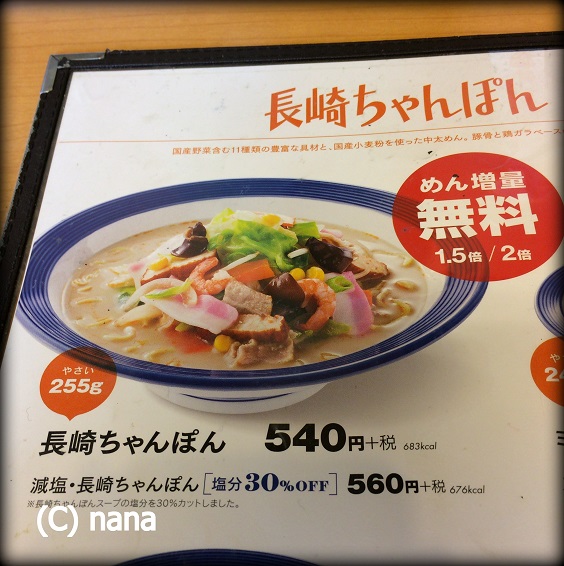 長崎ちゃんぽん
国産野菜含む11種類の豊富な具材と、国産小麦粉を使った中太めん。豚骨と鶏ガラベース
めん増量
無料
1.5倍/2倍
やさい
255g
やさ
24
長崎ちゃんぽん 540円+税 683kcal
減塩・長崎ちゃんぽん[塩分30%OFF] 560円+税 676kcal
※長崎ちゃんぽんスープの塩分を30%カットしました。
(C) nana